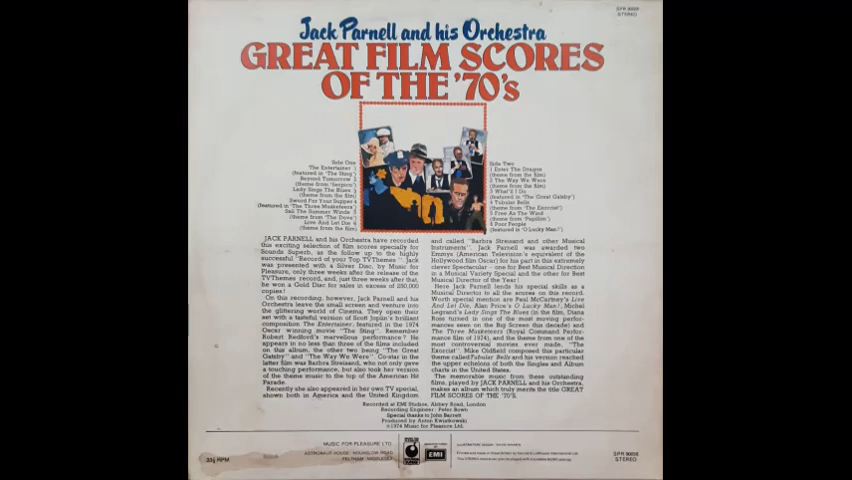 SPR 90009
STEREO
Jack Parnell and his Orchestra
GREAT FILM SCORES
OF THE '70's
Side One
The Entertainer 1
(featured in 'The Sting')
Beyond Tomorrow 2
(theme from 'Serpico')
Lady Sings The Blues 3
(theme from the film)
Sword For Your Supper 4
(featured in 'The Three Musketeers')
Sail The Summer Winds 5
(theme from 'The Dove')
Live And Let Die 6
(theme from the film)
Side Two
1 Enter The Dragon
(theme from the film)
2 The Way We Were
(theme from the film)
3 What'll I Do
(featured in 'The Great Gatsby')
4 Tubular Bells
(theme from 'The Exorcist')
5 Free As The Wind
(theme from 'Papillon')
6 Poor People
(featured in 'O Lucky Man!')
JACK PARNELL and his Orchestra have recorded
this exciting selection of film scores specially for
Sounds Superb, as the follow up to the highly
successful "Record of your Top TV Themes". Jack
was presented with a Silver Disc, by Music for
Pleasure, only three weeks after the release of the
TV Themes record, and, just three weeks after that,
he won a Gold Disc for sales in excess of 250,000
copies!
On this recording, however, Jack Parnell and his
Orchestra leave the small screen and venture into
the glittering world of Cinema. They open their
set with a tasteful version of Scott Joplin's brilliant
composition The Entertainer, featured in the 1974
Oscar winning movie "The Sting". Remember
Robert Redford's marvellous performance? He
appears in no less than three of the films included
on this album, the other two being "The Great
Gatsby" and "The Way We Were". Co-star in the
latter film was Barbra Streisand, who not only gave
a touching performance, but also took her version
of the theme music to the top of the American Hit
Parade.
Recently she also appeared in her own TV special,
shown both in America and the United Kingdom
and called "Barbra Streisand and other Musical
Instruments". Jack Parnell was awarded two
Emmys (American Television's equivalent of the
Hollywood film Oscar) for his part in this extremely
clever Spectacular - one for Best Musical Direction
in a Musical Variety Special and the other for Best
Musical Director of the Year!
Here Jack Parnell lends his special skills as a
Musical Director to all the scores on this record.
Worth special mention are Paul McCartney's Live
And Let Die, Alan Price's O Lucky Man!, Michel
Legrand's Lady Sings The Blues (in the film, Diana
Ross turned in one of the most moving perfor-
mances seen on the Big Screen this decade) and
The Three Musketeers (Royal Command Perfor-
mance film of 1974), and the theme from one of the
most controversial movies ever made, "The
Exorcist". Mike Oldfield composed this particular
theme called Tubular Bells and his version reached
the upper echelons of both the Singles and Album
charts in the United States.
The memorable music from these outstanding
films, played by JACK PARNELL and his Orchestra,
makes an album which truly merits the title GREAT
FILM SCORES OF THE '70'S.
Recorded at EMI Studios, Abbey Road, London
Recording Engineer: Peter Bown
Special thanks to John Barrett
Produced by Anton Kwiatkowski
© 1974 Music for Pleasure Ltd.
33⅓ RPM
MUSIC FOR PLEASURE LTD.
ASTRONAUT HOUSE · HOUNSLOW ROAD
FELTHAM · MIDDLESEX
EMI
SPR 90009
STEREO